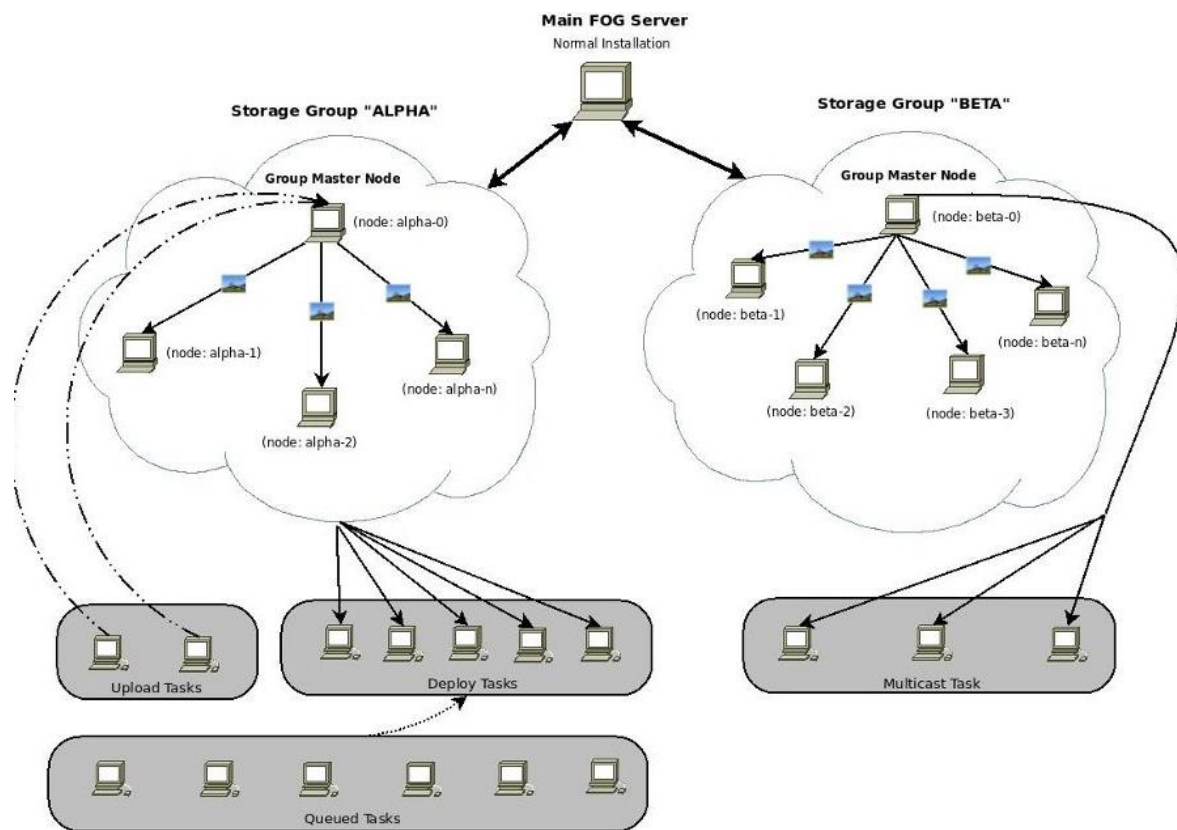 Main FOG Server
Normal Installation
Storage Group "ALPHA"
Storage Group "BETA"
Group Master Node
(node: alpha-0)
(node: alpha-1)
(node: alpha-2)
(node: alpha-n)
Group Master Node
(node: beta-0)
(node: beta-1)
(node: beta-2)
(node: beta-3)
(node: beta-n)
Upload Tasks
Deploy Tasks
Multicast Task
Queued Tasks